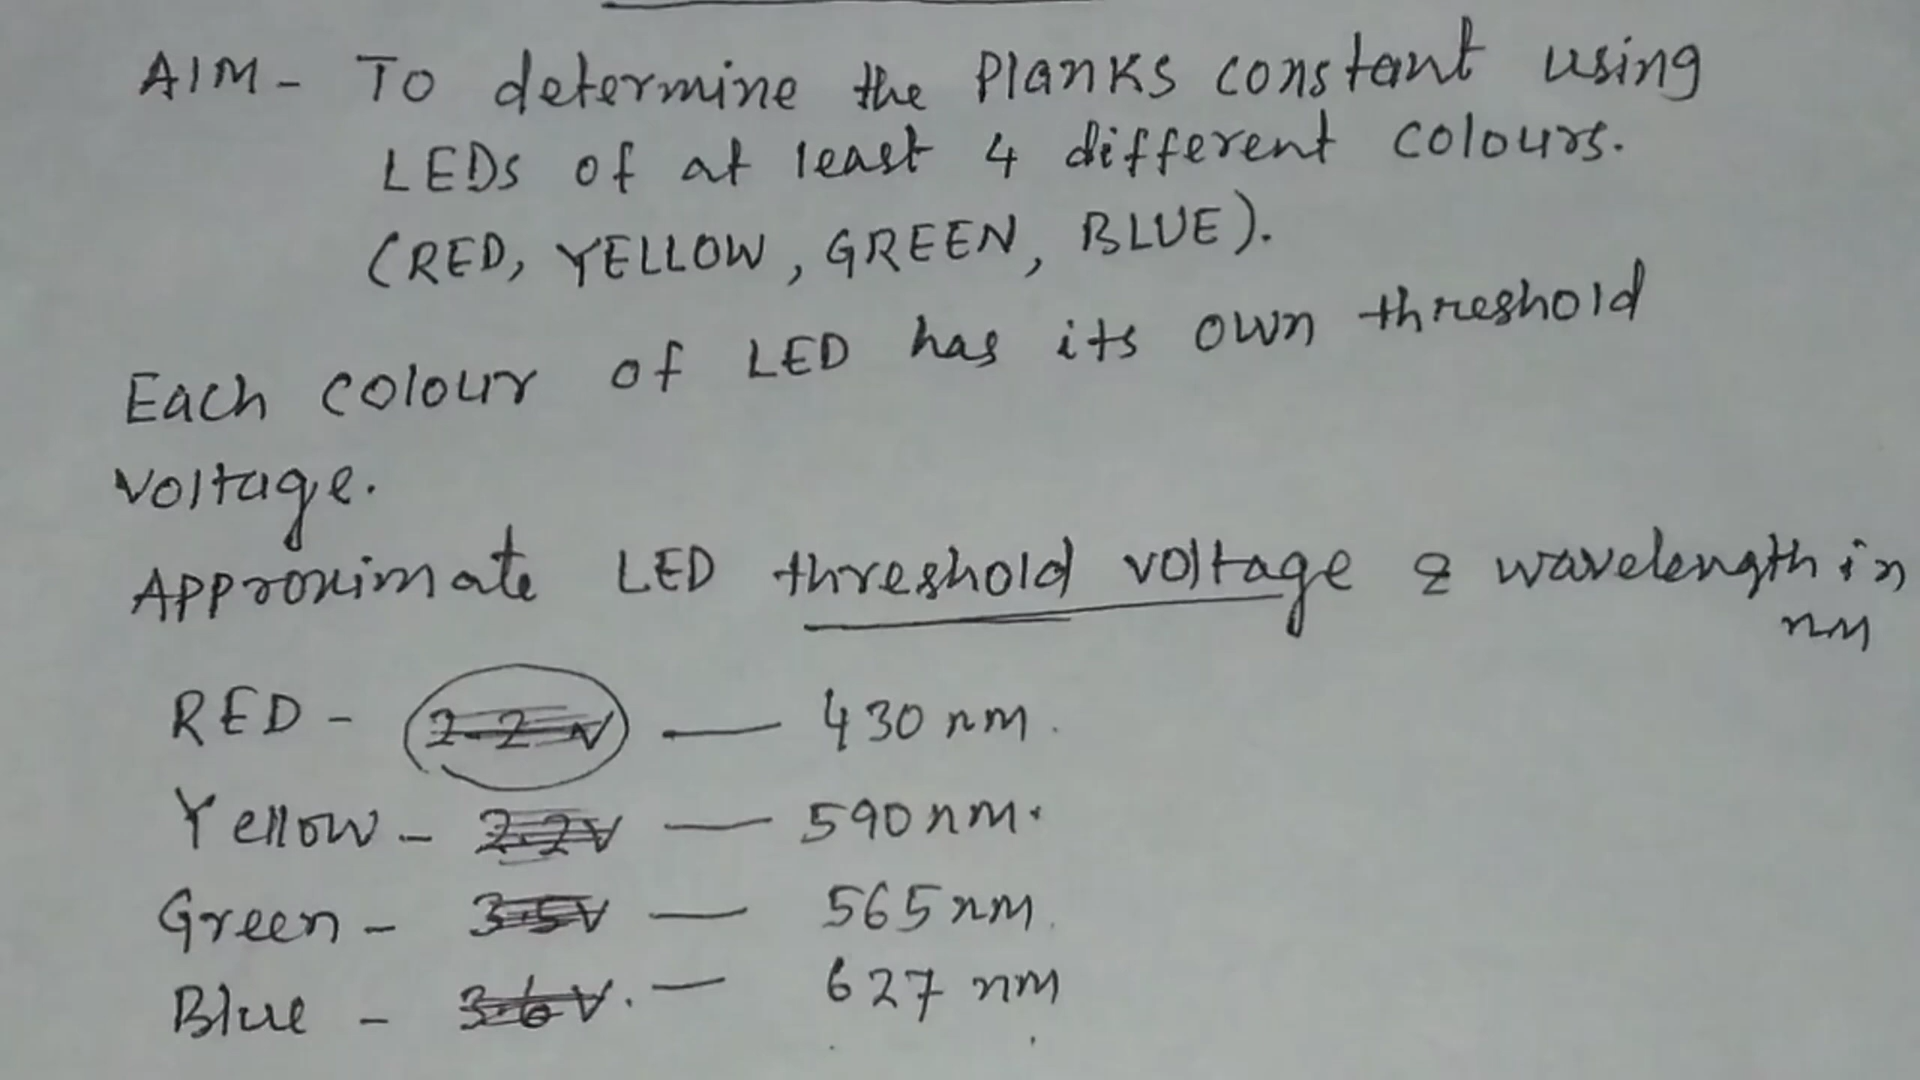 AIM - To determine the Planks constant using
LEDs of at least 4 different colours.
(RED, YELLOW, GREEN, BLUE).
Each colour of LED has its own threshold
voltage.
Approximate LED threshold voltage & wavelength in
nm
RED - 2.2V — 430 nm.
Yellow - 2.2V — 590 nm.
Green - 3.5V — 565 nm.
Blue - 3.6V. — 627 nm